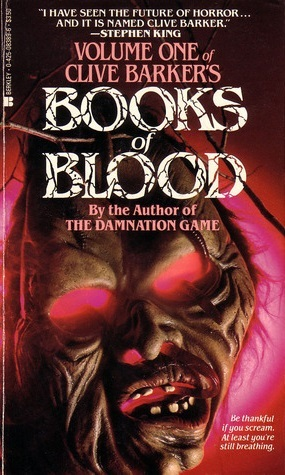 "I HAVE SEEN THE FUTURE OF HORROR...
AND IT IS NAMED CLIVE BARKER."
—STEPHEN KING
VOLUME ONE of
CLIVE BARKER'S
BOOKS
of
BLOOD
By the Author of
THE DAMNATION GAME
Be thankful
if you scream.
At least you're
still breathing.
B
BERKLEY • 0-425-08389-6 • $3.50